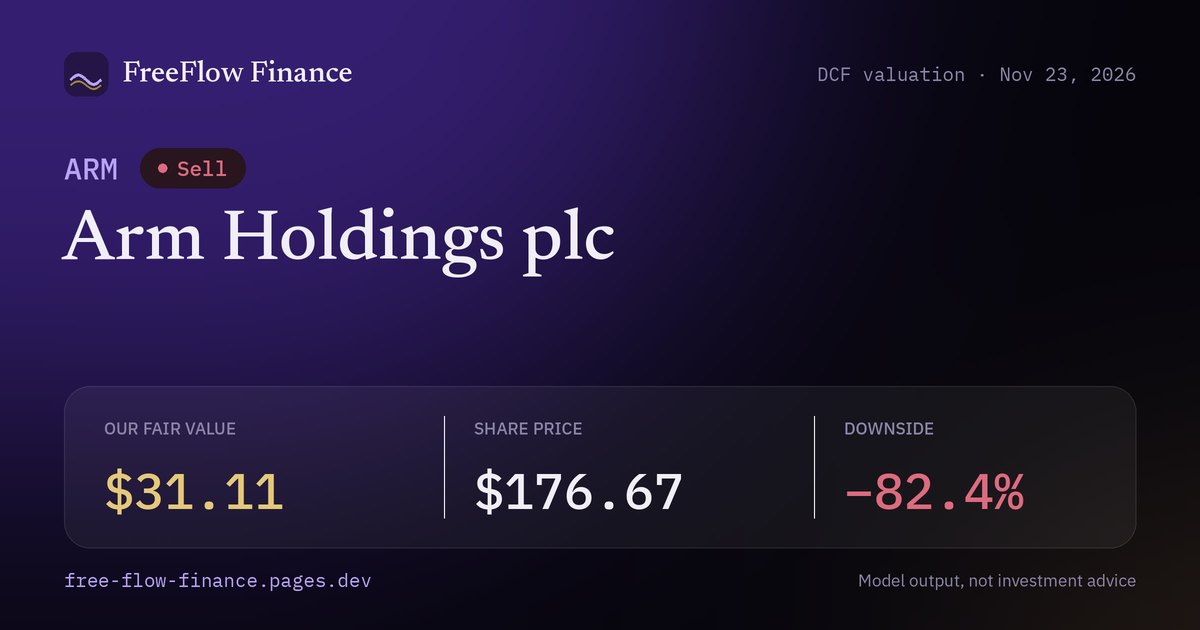 FreeFlow Finance
DCF valuation · Nov 23, 2026
ARM
Sell
Arm Holdings plc
OUR FAIR VALUE
SHARE PRICE
DOWNSIDE
$31.11
$176.67
−82.4%
free-flow-finance.pages.dev
Model output, not investment advice